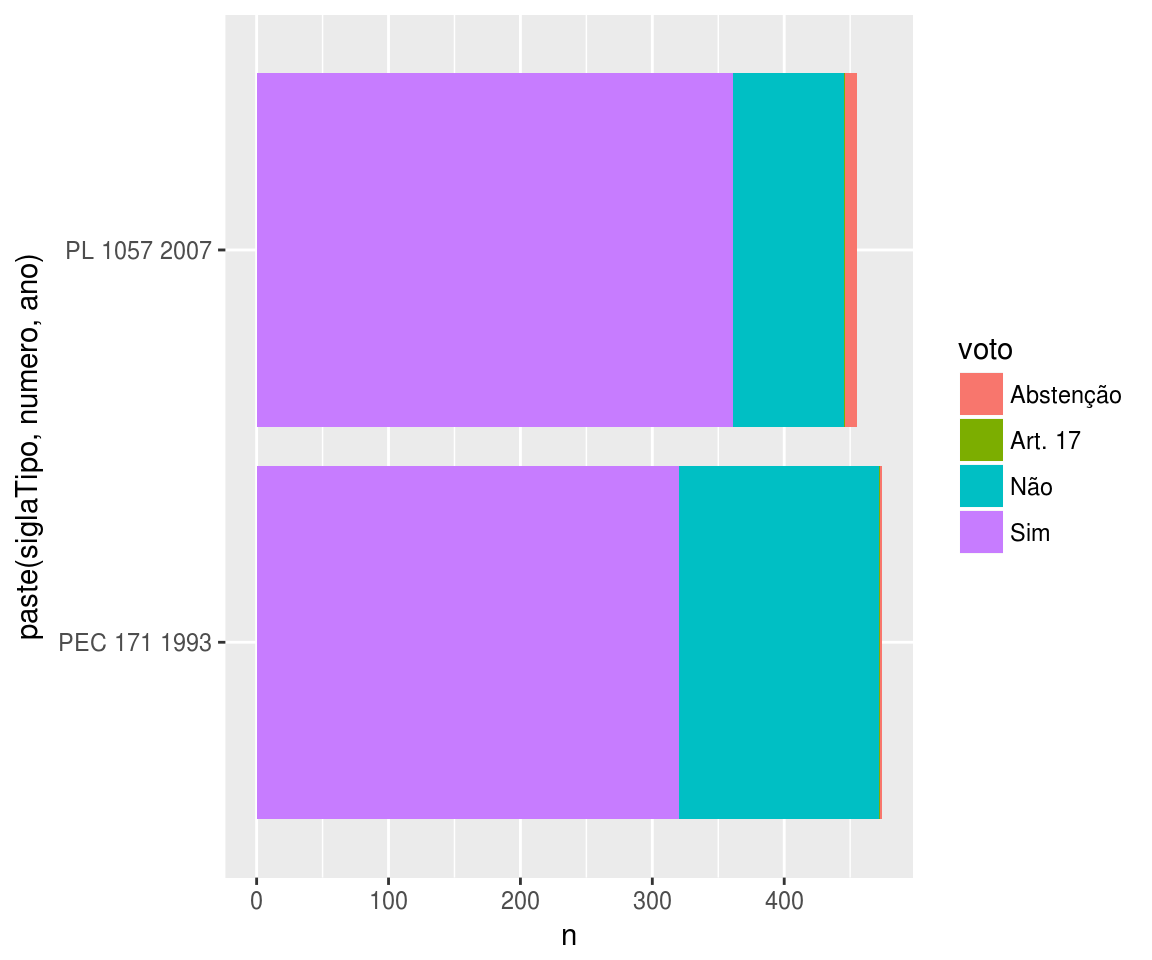 paste(siglaTipo, numero, ano)
PL 1057 2007
PEC 171 1993
0 100 200 300 400
n
voto
Abstenção
Art. 17
Não
Sim